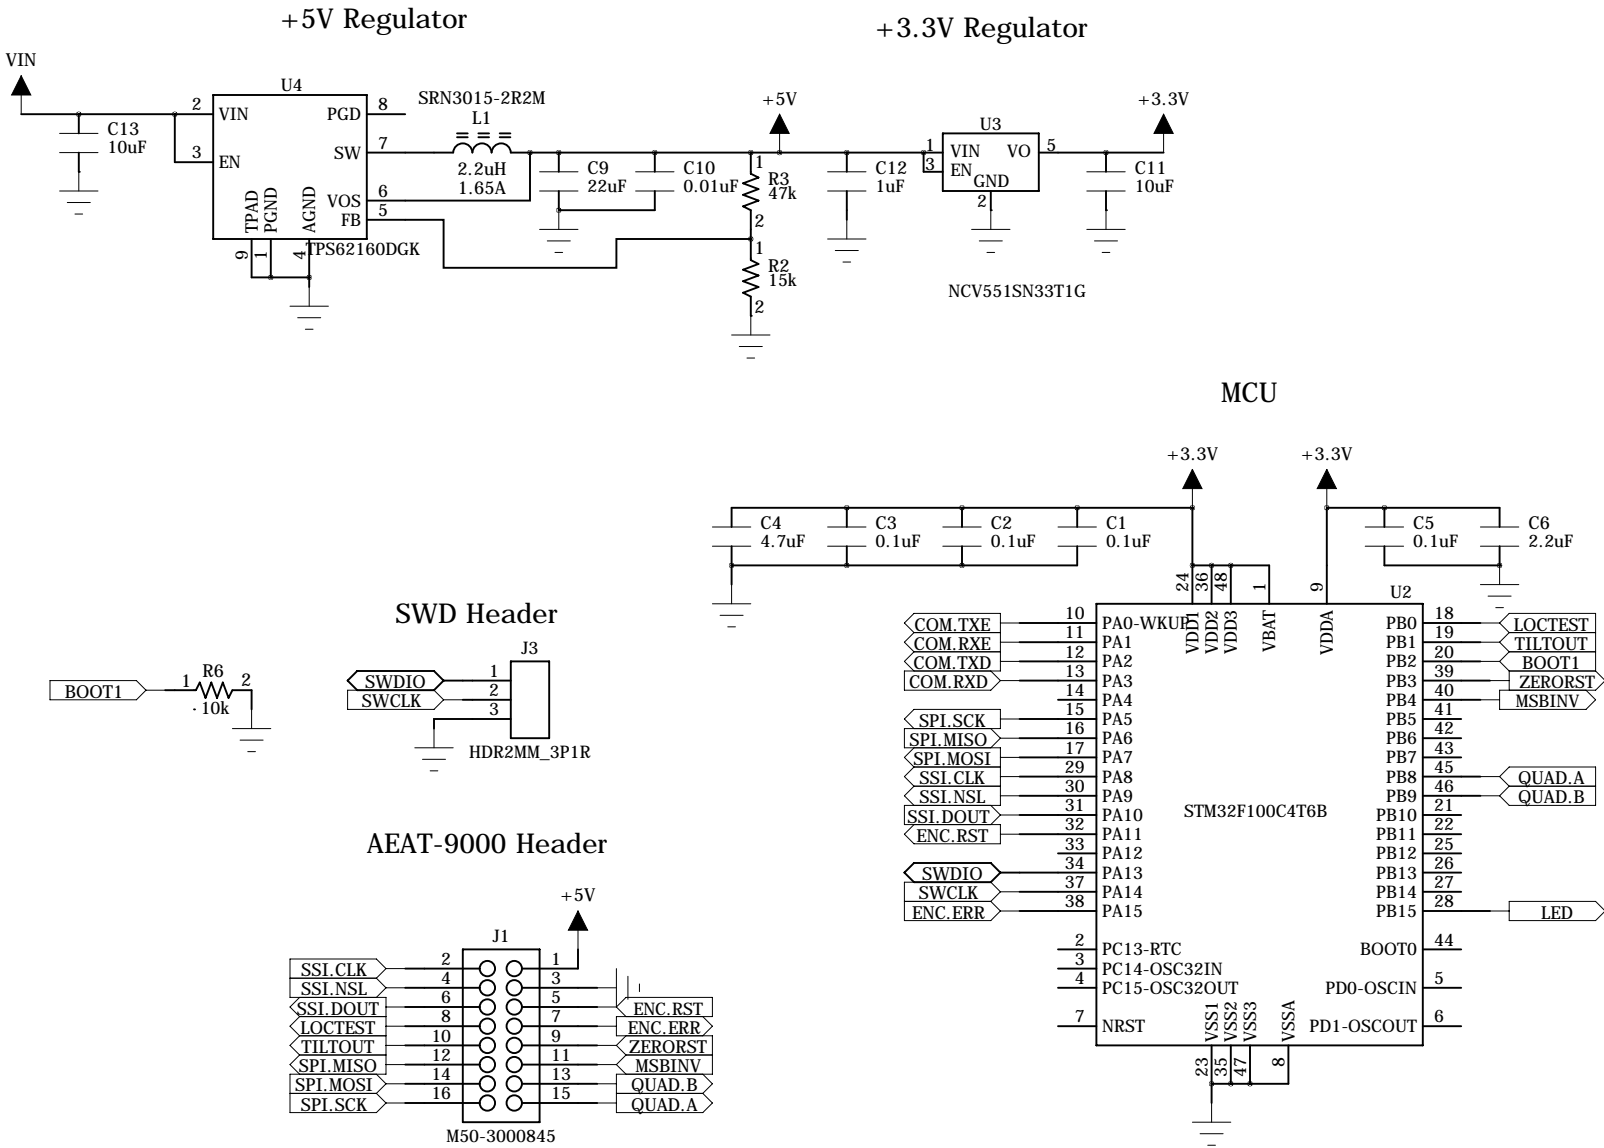 +5V Regulator
+3.3V Regulator
VIN
U4
2 VIN
PGD 8
3 EN
SW 7
VOS 6
FB 5
TPAD PGND AGND
9 1 4
TPS62160DGK
C13
10uF
SRN3015-2R2M
L1
2.2uH
1.65A
C9
22uF
C10
0.01uF
1
R3
47k
2
1
R2
15k
2
+5V
C12
1uF
U3
1 VIN VO 5
3 EN
GND
2
NCV551SN33T1G
+3.3V
C11
10uF
MCU
+3.3V
+3.3V
C4
4.7uF
C3
0.1uF
C2
0.1uF
C1
0.1uF
C5
0.1uF
C6
2.2uF
24 36 48 1 9
U2
VDD1 VDD2 VDD3 VBAT VDDA
COM.TXE 10 PA0-WKUP
COM.RXE 11 PA1
COM.TXD 12 PA2
COM.RXD 13 PA3
14 PA4
SPI.SCK 15 PA5
SPI.MISO 16 PA6
SPI.MOSI 17 PA7
SSI.CLK 29 PA8
SSI.NSL 30 PA9
SSI.DOUT 31 PA10
ENC.RST 32 PA11
33 PA12
SWDIO 34 PA13
SWCLK 37 PA14
ENC.ERR 38 PA15
2 PC13-RTC
3 PC14-OSC32IN
4 PC15-OSC32OUT
7 NRST
STM32F100C4T6B
PB0 18 LOCTEST
PB1 19 TILTOUT
PB2 20 BOOT1
PB3 39 ZERORST
PB4 40 MSBINV
PB5 41
PB6 42
PB7 43
PB8 45 QUAD.A
PB9 46 QUAD.B
PB10 21
PB11 22
PB12 25
PB13 26
PB14 27
PB15 28 LED
BOOT0 44
PD0-OSCIN 5
PD1-OSCOUT 6
VSS1 VSS2 VSS3 VSSA
23 35 47 8
SWD Header
J3
SWDIO 1
SWCLK 2
3
HDR2MM_3P1R
BOOT1 1 R6 2
10k
AEAT-9000 Header
+5V
J1
SSI.CLK 2 1
SSI.NSL 4 3
SSI.DOUT 6 5 ENC.RST
LOCTEST 8 7 ENC.ERR
TILTOUT 10 9 ZERORST
SPI.MISO 12 11 MSBINV
SPI.MOSI 14 13 QUAD.B
SPI.SCK 16 15 QUAD.A
M50-3000845